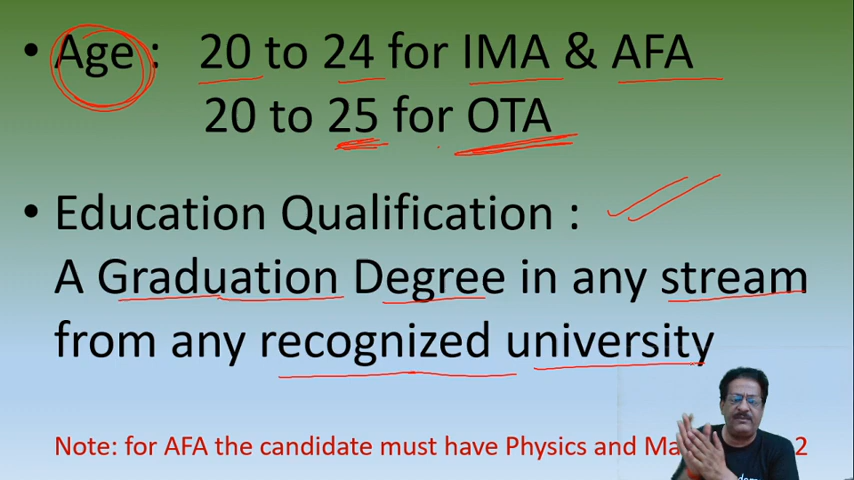 • Age : 20 to 24 for IMA & AFA
20 to 25 for OTA
• Education Qualification :
A Graduation Degree in any stream
from any recognized university
Note: for AFA the candidate must have Physics and 2